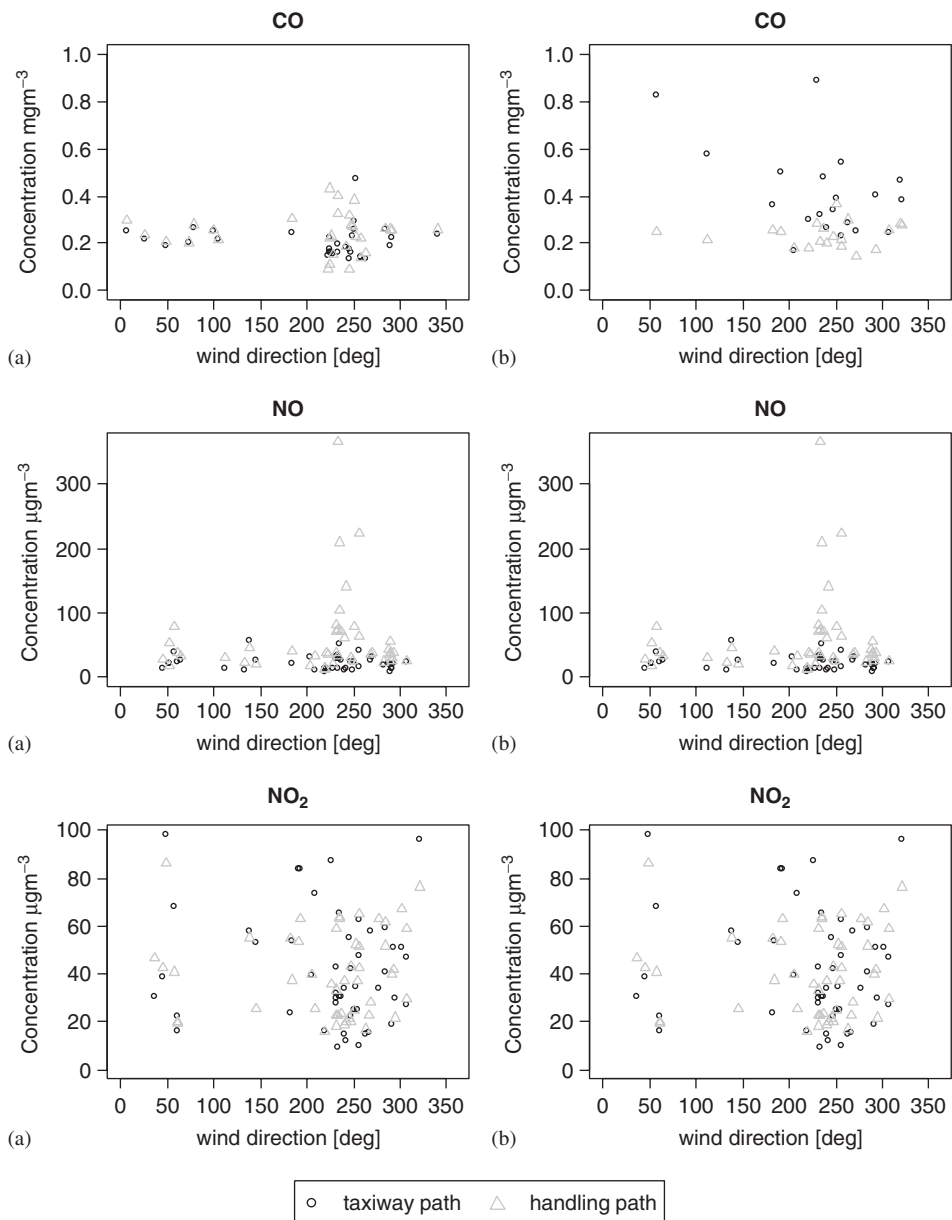 CO
CO
Concentration mgm⁻³
1.0
0.8
0.6
0.4
0.2
0.0
0 50 100 150 200 250 300 350
(a) wind direction [deg]
Concentration mgm⁻³
1.0
0.8
0.6
0.4
0.2
0.0
0 50 100 150 200 250 300 350
(b) wind direction [deg]
NO
NO
Concentration µgm⁻³
300
200
100
0
0 50 100 150 200 250 300 350
(a) wind direction [deg]
Concentration µgm⁻³
300
200
100
0
0 50 100 150 200 250 300 350
(b) wind direction [deg]
NO₂
NO₂
Concentration µgm⁻³
100
80
60
40
20
0
0 50 100 150 200 250 300 350
(a) wind direction [deg]
Concentration µgm⁻³
100
80
60
40
20
0
0 50 100 150 200 250 300 350
(b) wind direction [deg]
taxiway path handling path